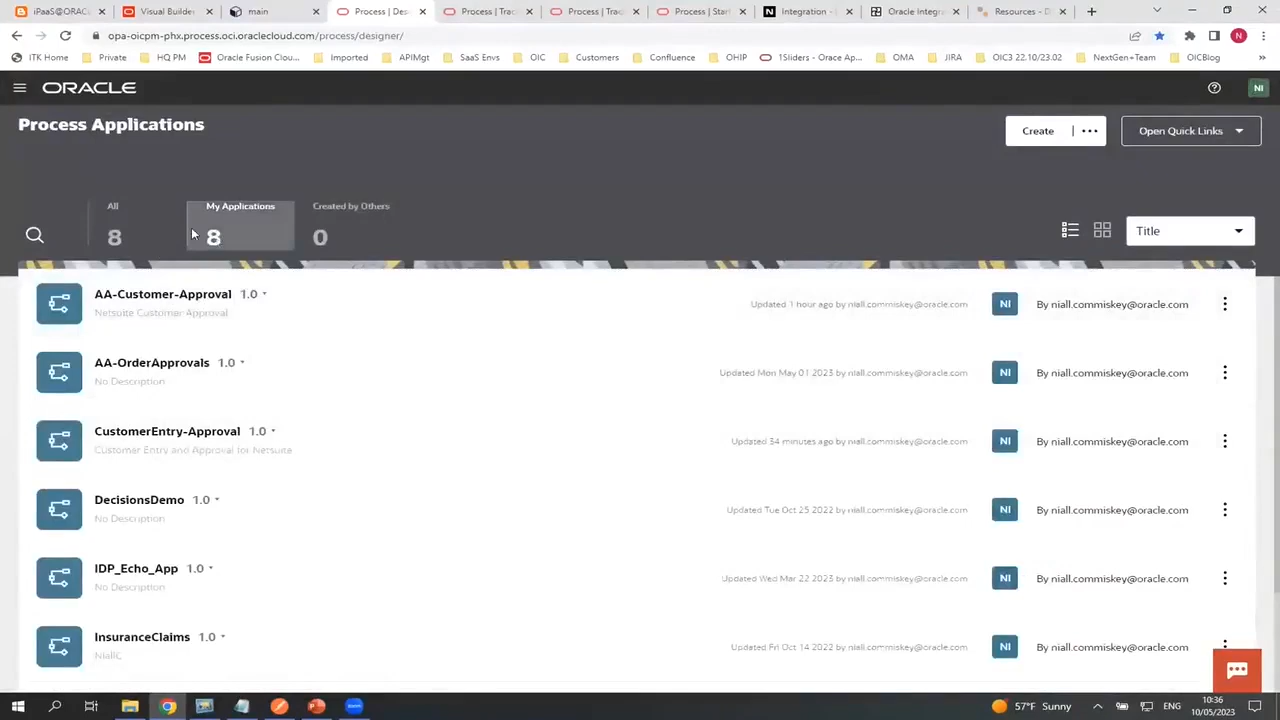 iPaaS@ORAC
Visual Builder
main
Process | Des
Process | Track
Process | Trac
Process | Start
Integration -
Oracle Integra
Resources - D
opa-oicpm-phx.process.oci.oraclecloud.com/process/designer/
N
ITK Home
Private
HQ PM
Oracle Fusion Clou...
Imported
APIMgt
SaaS Envs
OIC
Customers
Confluence
OHIP
1Sliders - Orace Ap...
OMA
JIRA
OIC3 22.10/23.02
NextGen+Team
OICBlog
ORACLE
NI
Process Applications
Create
Open Quick Links
All
8
My Applications
8
Created by Others
0
Title
AA-Customer-Approval 1.0
Netsuite Customer Approval
Updated 1 hour ago by niall.commiskey@oracle.com
NI
By niall.commiskey@oracle.com
AA-OrderApprovals 1.0
No Description
Updated Mon May 01 2023 by niall.commiskey@oracle.com
NI
By niall.commiskey@oracle.com
CustomerEntry-Approval 1.0
Customer Entry and Approval for Netsuite
Updated 34 minutes ago by niall.commiskey@oracle.com
NI
By niall.commiskey@oracle.com
DecisionsDemo 1.0
No Description
Updated Tue Oct 25 2022 by niall.commiskey@oracle.com
NI
By niall.commiskey@oracle.com
IDP_Echo_App 1.0
No Description
Updated Wed Mar 22 2023 by niall.commiskey@oracle.com
NI
By niall.commiskey@oracle.com
InsuranceClaims 1.0
NiallC
Updated Fri Oct 14 2022 by niall.commiskey@oracle.com
NI
By niall.commiskey@oracle.com
57°F Sunny
ENG
10:36
10/05/2023